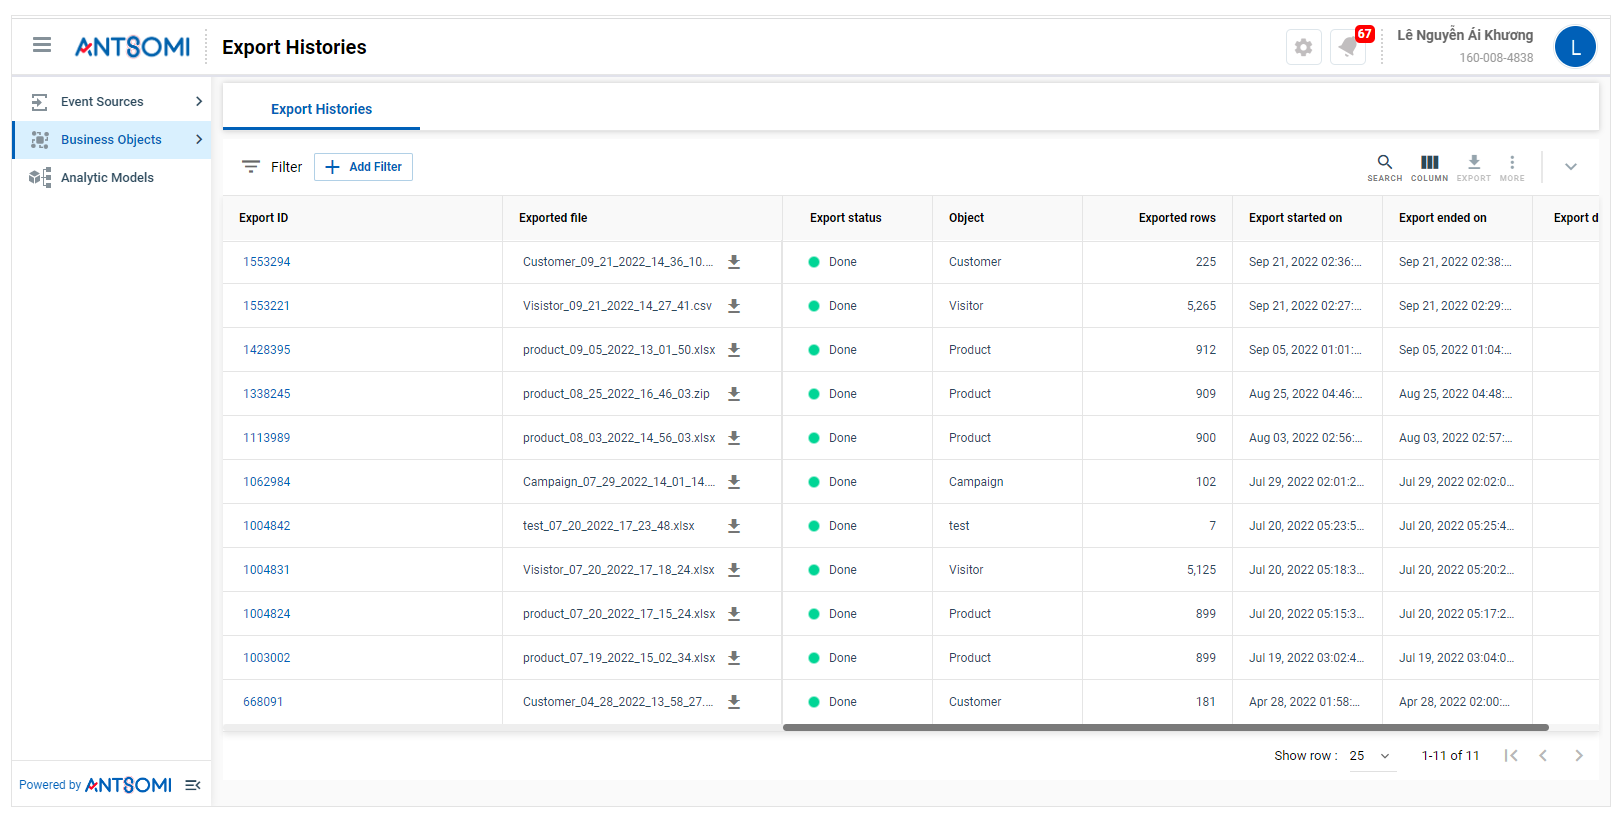 ANTSOMI
Export Histories
67
Lê Nguyễn Ái Khương
160-008-4838
L
Event Sources
Business Objects
Analytic Models
Export Histories
Filter
Add Filter
SEARCH
COLUMN
EXPORT
MORE
Export ID Exported file Export status Object Exported rows Export started on Export ended on Export d
1553294 Customer_09_21_2022_14_36_10.... Done Customer 225 Sep 21, 2022 02:36:... Sep 21, 2022 02:38:...
1553221 Visistor_09_21_2022_14_27_41.csv Done Visitor 5,265 Sep 21, 2022 02:27:... Sep 21, 2022 02:29:...
1428395 product_09_05_2022_13_01_50.xlsx Done Product 912 Sep 05, 2022 01:01:... Sep 05, 2022 01:04:...
1338245 product_08_25_2022_16_46_03.zip Done Product 909 Aug 25, 2022 04:46:... Aug 25, 2022 04:48:...
1113989 product_08_03_2022_14_56_03.xlsx Done Product 900 Aug 03, 2022 02:56:... Aug 03, 2022 02:57:...
1062984 Campaign_07_29_2022_14_01_14.... Done Campaign 102 Jul 29, 2022 02:01:2... Jul 29, 2022 02:02:0...
1004842 test_07_20_2022_17_23_48.xlsx Done test 7 Jul 20, 2022 05:23:5... Jul 20, 2022 05:25:4...
1004831 Visistor_07_20_2022_17_18_24.xlsx Done Visitor 5,125 Jul 20, 2022 05:18:3... Jul 20, 2022 05:20:2...
1004824 product_07_20_2022_17_15_24.xlsx Done Product 899 Jul 20, 2022 05:15:3... Jul 20, 2022 05:17:2...
1003002 product_07_19_2022_15_02_34.xlsx Done Product 899 Jul 19, 2022 03:02:4... Jul 19, 2022 03:04:0...
668091 Customer_04_28_2022_13_58_27.... Done Customer 181 Apr 28, 2022 01:58:... Apr 28, 2022 02:00:...
Show row : 25 1-11 of 11
Powered by ANTSOMI